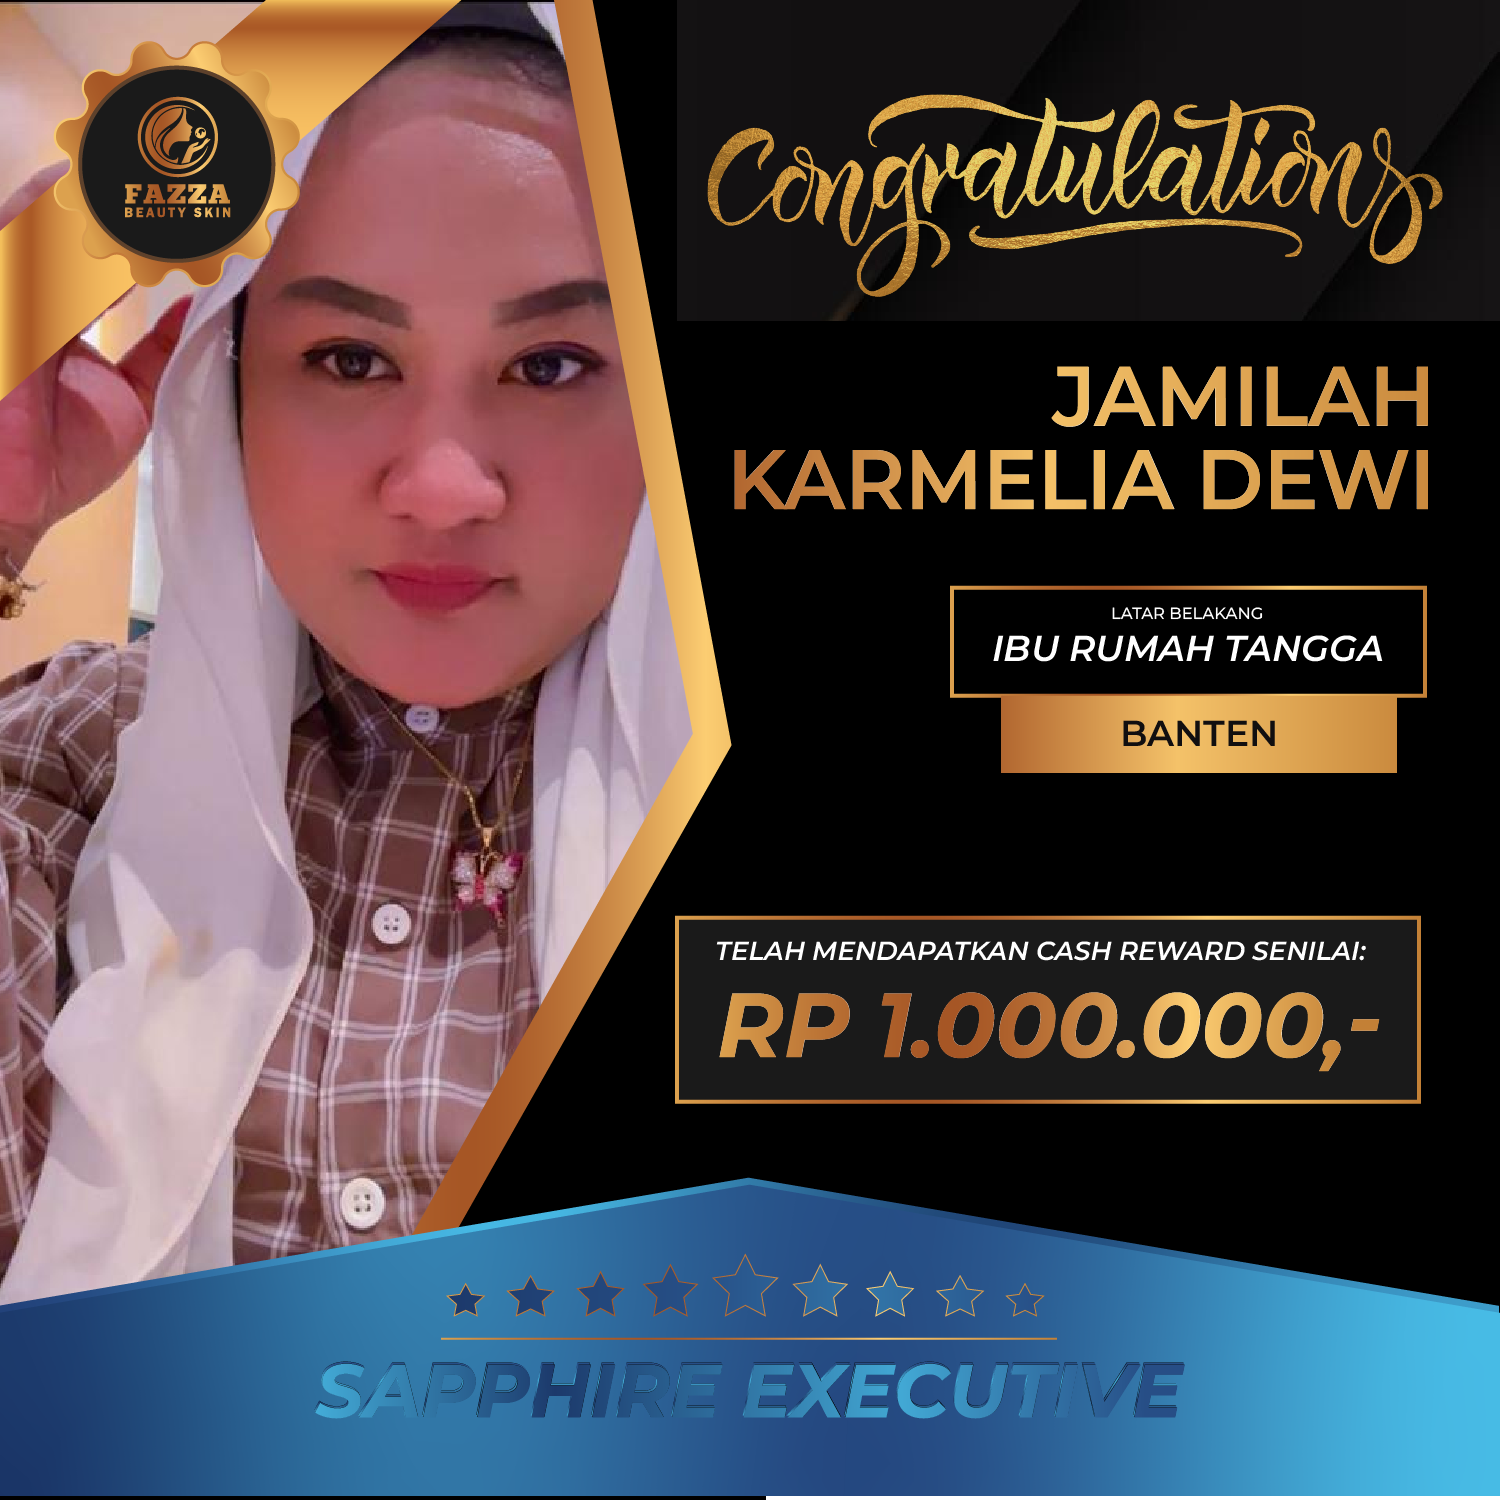 FAZZA
BEAUTY SKIN
Congratulations
JAMILAH
KARMELIA DEWI
LATAR BELAKANG
IBU RUMAH TANGGA
BANTEN
TELAH MENDAPATKAN CASH REWARD SENILAI:
RP 1.000.000,-
SAPPHIRE EXECUTIVE